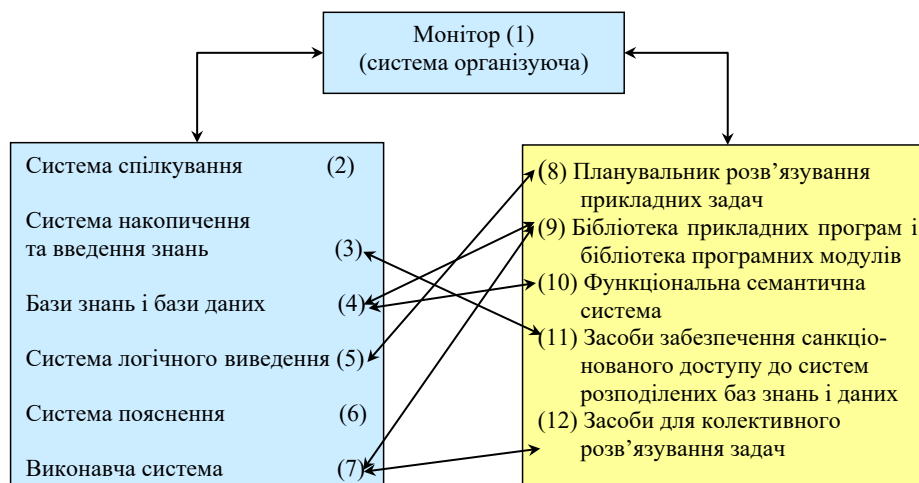 Монітор (1)
(система організуюча)
Система спілкування (2)
Система накопичення
та введення знань (3)
Бази знань і бази даних (4)
Система логічного виведення (5)
Система пояснення (6)
Виконавча система (7)
(8) Планувальник розв’язування
прикладних задач
(9) Бібліотека прикладних програм і
бібліотека програмних модулів
(10) Функціональна семантична
система
(11) Засоби забезпечення санкціо-
нованого доступу до систем
розподілених баз знань і даних
(12) Засоби для колективного
розв’язування задач